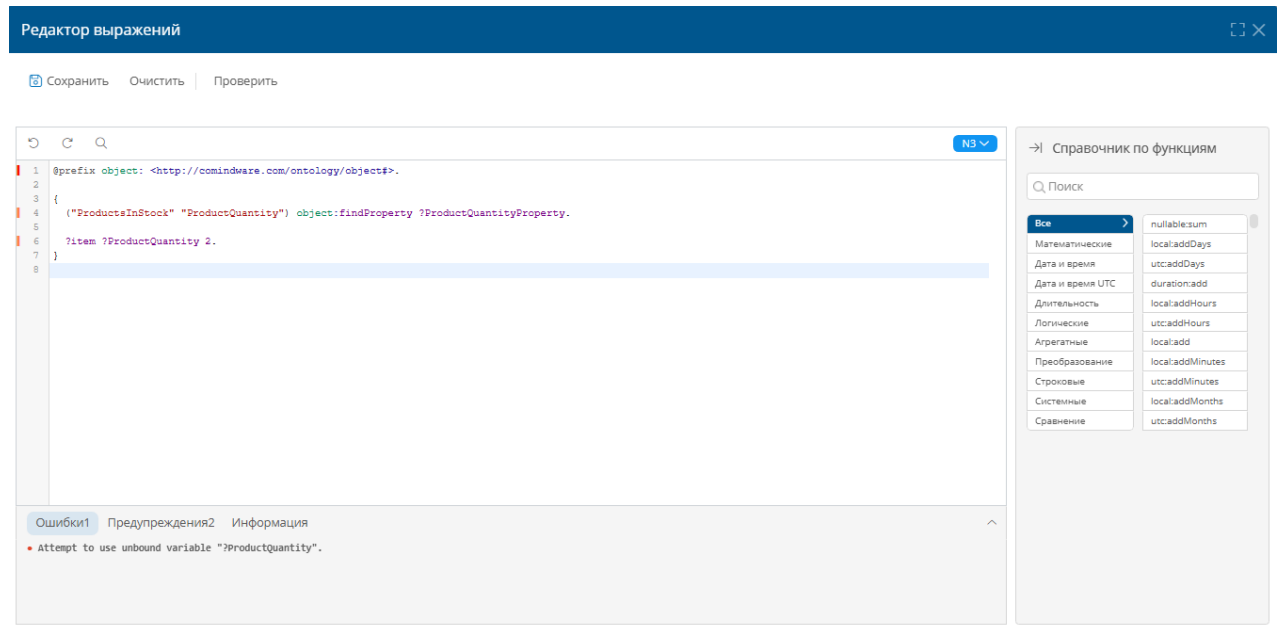 Редактор выражений
Сохранить Очистить Проверить
N3
1 @prefix object: <http://comindware.com/ontology/object#>.
2
3 {
4 ("ProductsInStock" "ProductQuantity") object:findProperty ?ProductQuantityProperty.
5
6 ?item ?ProductQuantity 2.
7 }
8
Ошибки1 Предупреждения2 Информация
Attempt to use unbound variable "?ProductQuantity".
Справочник по функциям
Поиск
Все
Математические
Дата и время
Дата и время UTC
Длительность
Логические
Агрегатные
Преобразование
Строковые
Системные
Сравнение
nullable:sum
local:addDays
utc:addDays
duration:add
local:addHours
utc:addHours
local:add
local:addMinutes
utc:addMinutes
local:addMonths
utc:addMonths